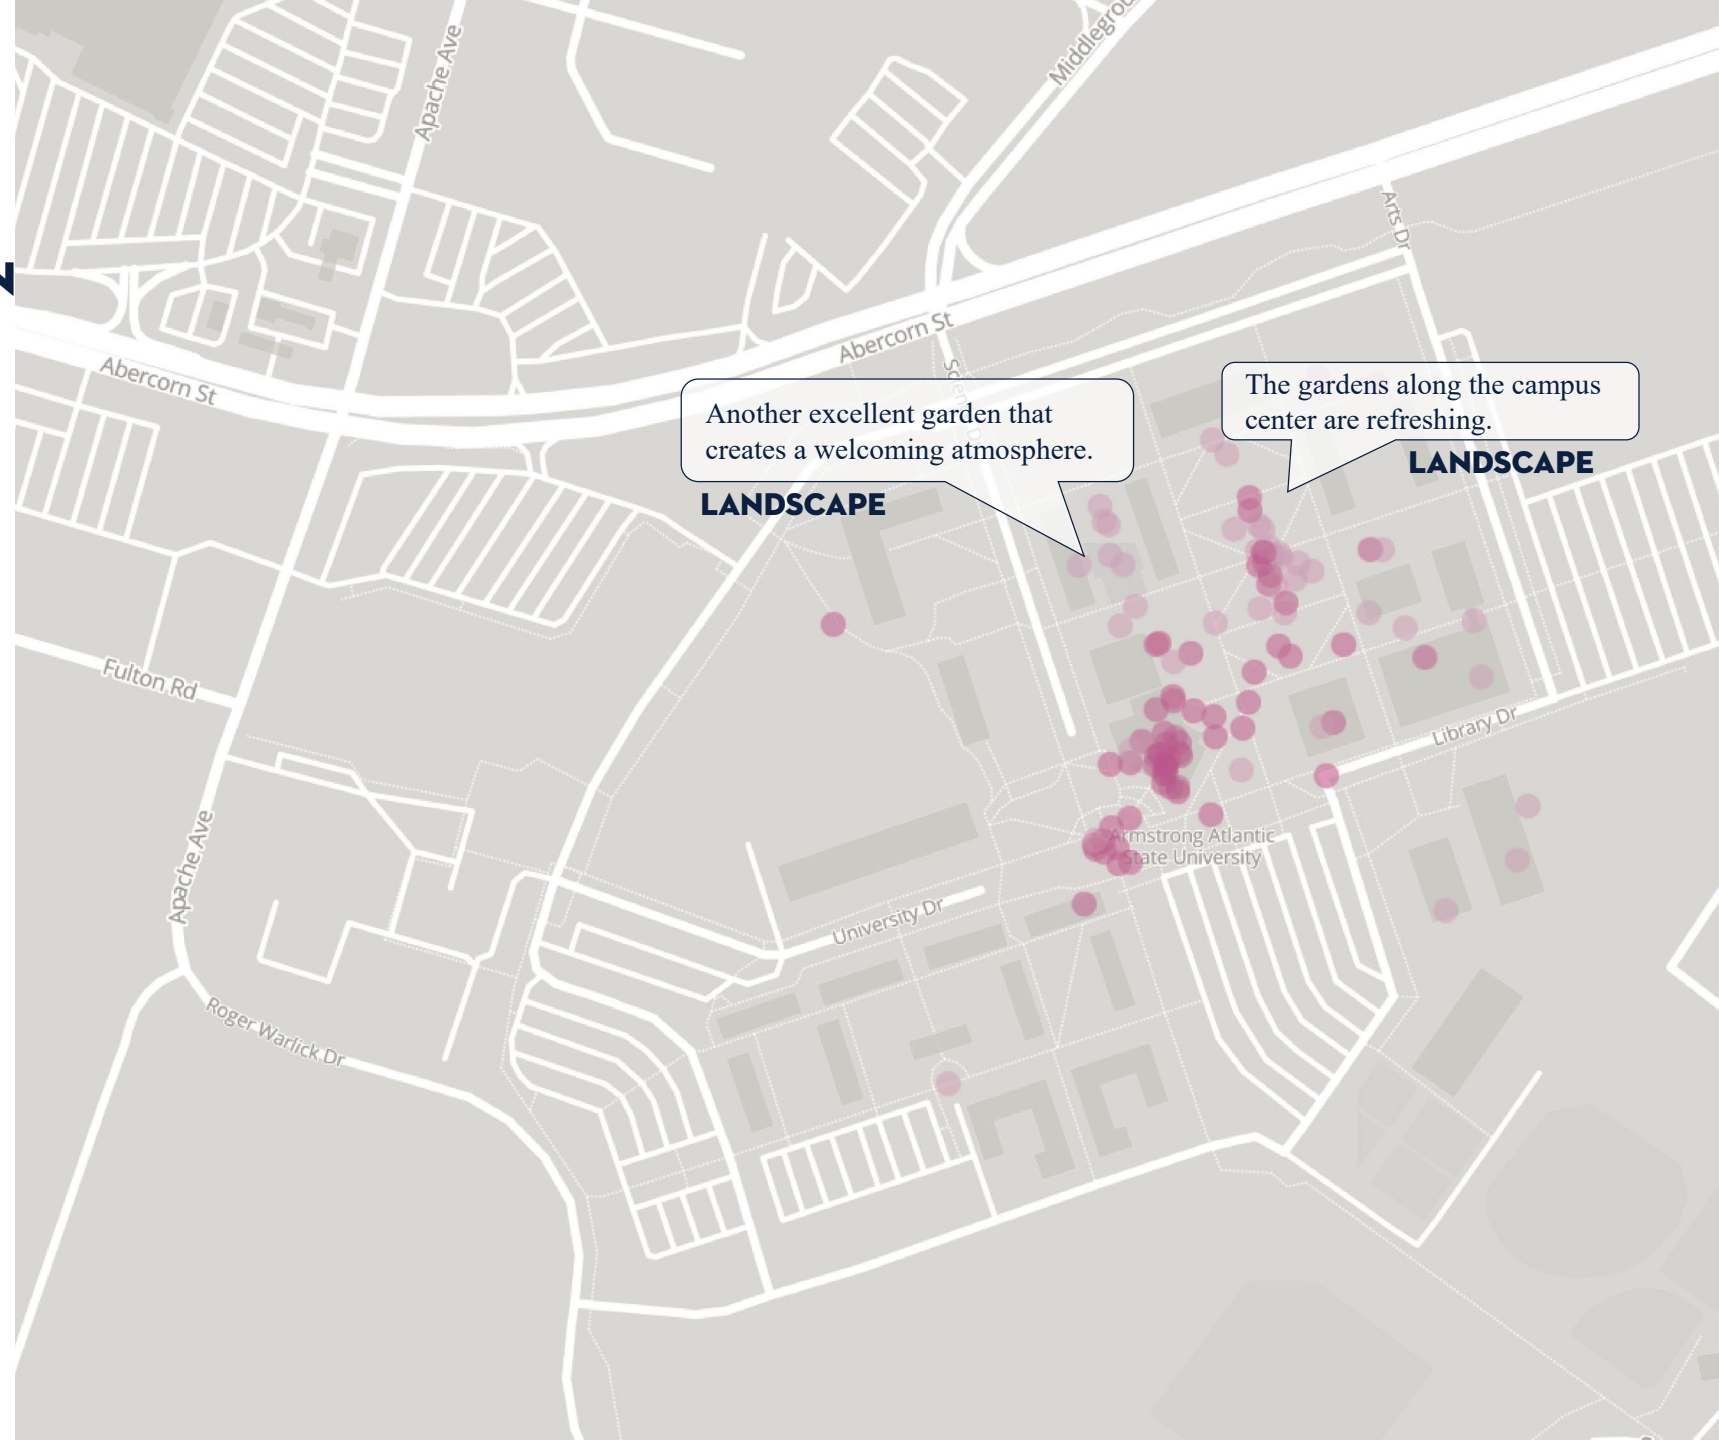 Apache Ave
Middlegrou
Arts Dr
Abercorn St
Abercorn St
Another excellent garden that
creates a welcoming atmosphere.
LANDSCAPE
The gardens along the campus
center are refreshing.
LANDSCAPE
Fulton Rd
Library Dr
Armstrong Atlantic
State University
Apache Ave
University Dr
Roger Warlick Dr